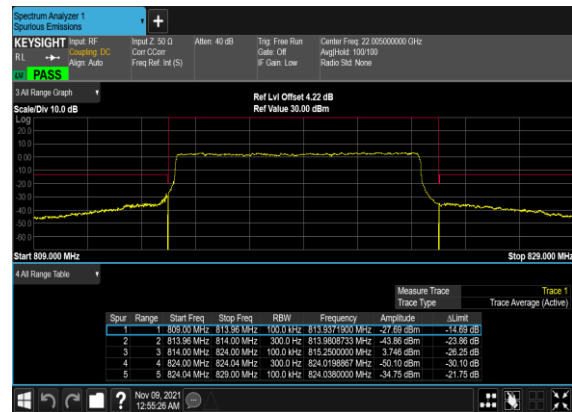 Spectrum Analyzer 1
Spurious Emissions
KEYSIGHT Input: RF Input Z: 50 Ω Atten: 40 dB Trig: Free Run Center Freq: 22.005000000 GHz
RL Coupling: DC Corr CCorr Gate: Off Avg|Hold: 100/100
Align: Auto Freq Ref: Int (S) IF Gain: Low Radio Std: None
PASS
3 All Range Graph
Ref Lvl Offset 4.22 dB
Scale/Div 10.0 dB Ref Value 30.00 dBm
Log
20.0
10.0
0.00
-10.0
-20.0
-30.0
-40.0
-50.0
-60.0
Start 809.000 MHz Stop 829.000 MHz
4 All Range Table
Measure Trace Trace 1
Trace Type Trace Average (Active)
Spur Range Start Freq Stop Freq RBW Frequency Amplitude ΔLimit
1 1 809.00 MHz 813.96 MHz 100.0 kHz 813.9371900 MHz -27.69 dBm -14.69 dB
2 2 813.96 MHz 814.00 MHz 300.0 Hz 813.9808733 MHz -43.86 dBm -23.86 dB
3 3 814.00 MHz 824.00 MHz 100.0 kHz 815.2500000 MHz 3.746 dBm -26.25 dB
4 4 824.00 MHz 824.04 MHz 300.0 Hz 824.0198867 MHz -50.10 dBm -30.10 dB
5 5 824.04 MHz 829.00 MHz 100.0 kHz 824.0380000 MHz -34.75 dBm -21.75 dB
Nov 09, 2021
12:55:26 AM